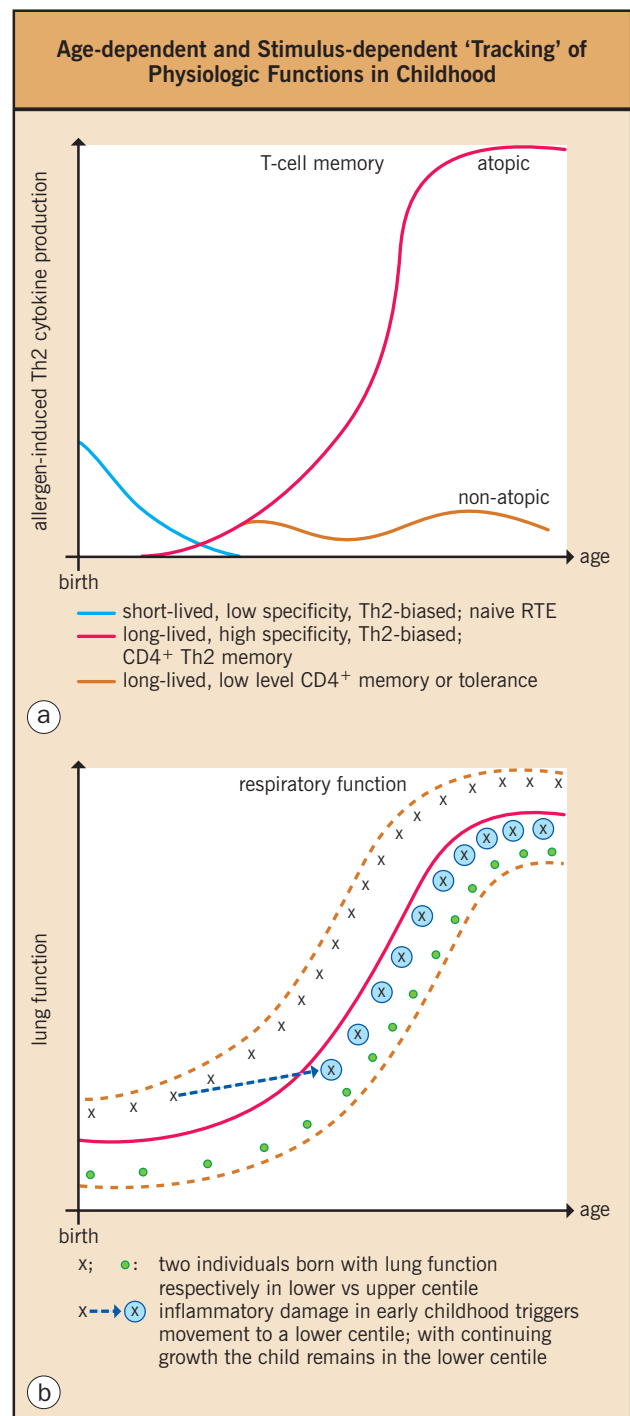 Age-dependent and Stimulus-dependent ‘Tracking’ of
Physiologic Functions in Childhood
T-cell memory
atopic
allergen-induced Th2 cytokine production
non-atopic
age
birth
short-lived, low specificity, Th2-biased; naive RTE
long-lived, high specificity, Th2-biased;
CD4+ Th2 memory
long-lived, low level CD4+ memory or tolerance
a
respiratory function
lung function
age
birth
x; : two individuals born with lung function
respectively in lower vs upper centile
x x inflammatory damage in early childhood triggers
movement to a lower centile; with continuing
growth the child remains in the lower centile
b